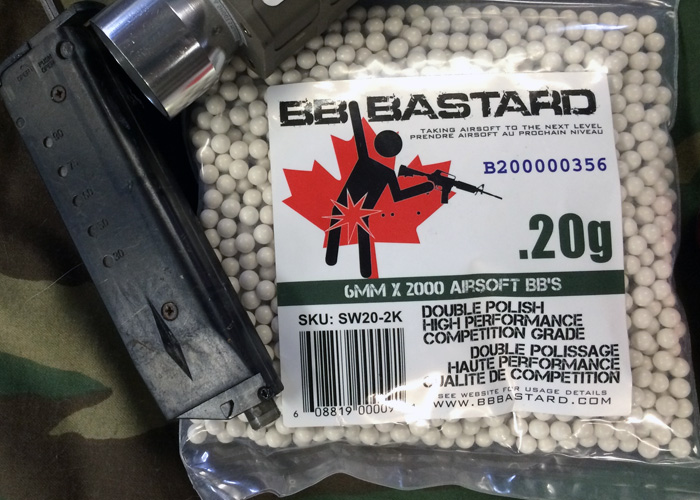 BB BASTARD
TAKING AIRSOFT TO THE NEXT LEVEL
PRENDRE AIRSOFT AU PROCHAIN NIVEAU
B200000356
.20g
6MM X 2000 AIRSOFT BB'S
SKU: SW20-2K
DOUBLE POLISH
HIGH PERFORMANCE
COMPETITION GRADE
DOUBLE POLISSAGE
HAUTE PERFORMANCE
QUALITE DE COMPETITION
SEE WEBSITE FOR USAGE DETAILS
WWW.BBBASTARD.COM